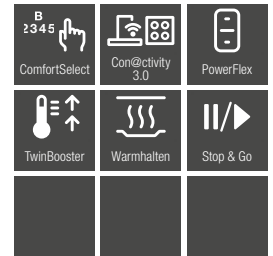 B
2345
ComfortSelect
Con@ctivity
3.0
PowerFlex
TwinBooster
Warmhalten
Stop & Go